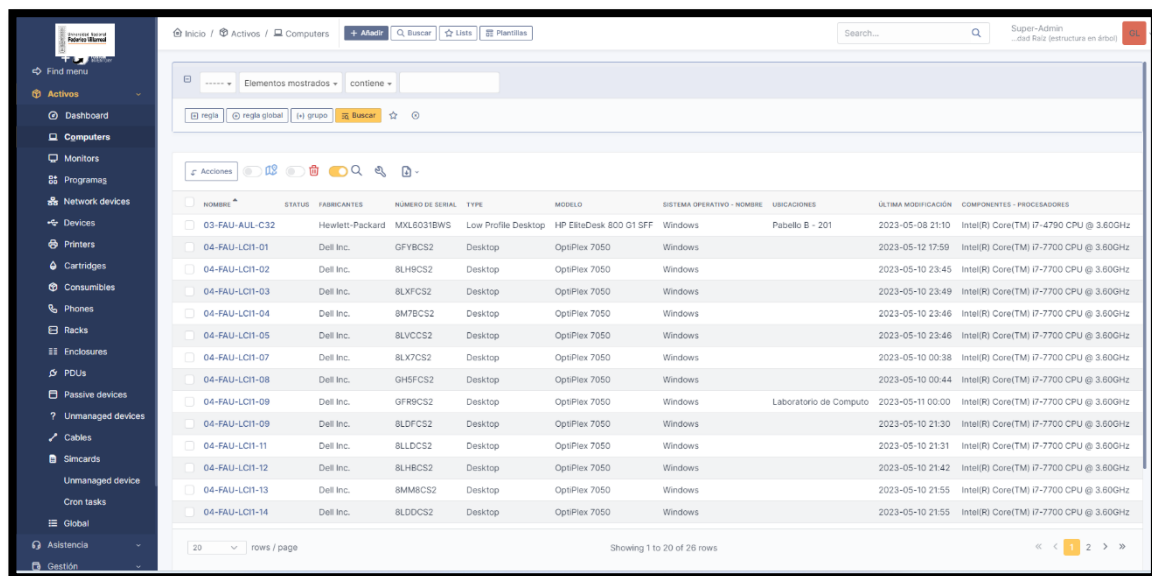 Universidad Nacional
Federico Villarreal
Find menu
Activos
Dashboard
Computers
Monitors
Programas
Network devices
Devices
Printers
Cartridges
Consumibles
Phones
Racks
Enclosures
PDUs
Passive devices
? Unmanaged devices
Cables
Simcards
Unmanaged device
Cron tasks
Global
Asistencia
Gestión
Inicio / Activos / Computers + Añadir Buscar Lists Plantillas Search... Super-Admin GL
...dad Raíz (estructura en árbol)
----- Elementos mostrados contiene
regla regla global (+) grupo Buscar
Acciones
NOMBRE STATUS FABRICANTES NÚMERO DE SERIAL TYPE MODELO SISTEMA OPERATIVO - NOMBRE UBICACIONES ÚLTIMA MODIFICACIÓN COMPONENTES - PROCESADORES
03-FAU-AUL-C32 Hewlett-Packard MXL6031BWS Low Profile Desktop HP EliteDesk 800 G1 SFF Windows Pabello B - 201 2023-05-08 21:10 Intel(R) Core(TM) i7-4790 CPU @ 3.60GHz
04-FAU-LCI1-01 Dell Inc. GFYBCS2 Desktop OptiPlex 7050 Windows 2023-05-12 17:59 Intel(R) Core(TM) i7-7700 CPU @ 3.60GHz
04-FAU-LCI1-02 Dell Inc. 8LH9CS2 Desktop OptiPlex 7050 Windows 2023-05-10 23:45 Intel(R) Core(TM) i7-7700 CPU @ 3.60GHz
04-FAU-LCI1-03 Dell Inc. 8LXFCS2 Desktop OptiPlex 7050 Windows 2023-05-10 23:49 Intel(R) Core(TM) i7-7700 CPU @ 3.60GHz
04-FAU-LCI1-04 Dell Inc. 8M7BCS2 Desktop OptiPlex 7050 Windows 2023-05-10 23:46 Intel(R) Core(TM) i7-7700 CPU @ 3.60GHz
04-FAU-LCI1-05 Dell Inc. 8LVCCS2 Desktop OptiPlex 7050 Windows 2023-05-10 23:46 Intel(R) Core(TM) i7-7700 CPU @ 3.60GHz
04-FAU-LCI1-07 Dell Inc. 8LX7CS2 Desktop OptiPlex 7050 Windows 2023-05-10 00:38 Intel(R) Core(TM) i7-7700 CPU @ 3.60GHz
04-FAU-LCI1-08 Dell Inc. GH5FCS2 Desktop OptiPlex 7050 Windows 2023-05-10 00:44 Intel(R) Core(TM) i7-7700 CPU @ 3.60GHz
04-FAU-LCI1-09 Dell Inc. GFR9CS2 Desktop OptiPlex 7050 Windows Laboratorio de Computo 2023-05-11 00:00 Intel(R) Core(TM) i7-7700 CPU @ 3.60GHz
04-FAU-LCI1-09 Dell Inc. 8LDFCS2 Desktop OptiPlex 7050 Windows 2023-05-10 21:30 Intel(R) Core(TM) i7-7700 CPU @ 3.60GHz
04-FAU-LCI1-11 Dell Inc. 8LLDCS2 Desktop OptiPlex 7050 Windows 2023-05-10 21:31 Intel(R) Core(TM) i7-7700 CPU @ 3.60GHz
04-FAU-LCI1-12 Dell Inc. 8LHBCS2 Desktop OptiPlex 7050 Windows 2023-05-10 21:42 Intel(R) Core(TM) i7-7700 CPU @ 3.60GHz
04-FAU-LCI1-13 Dell Inc. 8MM8CS2 Desktop OptiPlex 7050 Windows 2023-05-10 21:55 Intel(R) Core(TM) i7-7700 CPU @ 3.60GHz
04-FAU-LCI1-14 Dell Inc. 8LDDCS2 Desktop OptiPlex 7050 Windows 2023-05-10 21:55 Intel(R) Core(TM) i7-7700 CPU @ 3.60GHz
20 rows / page Showing 1 to 20 of 26 rows « < 1 2 > »